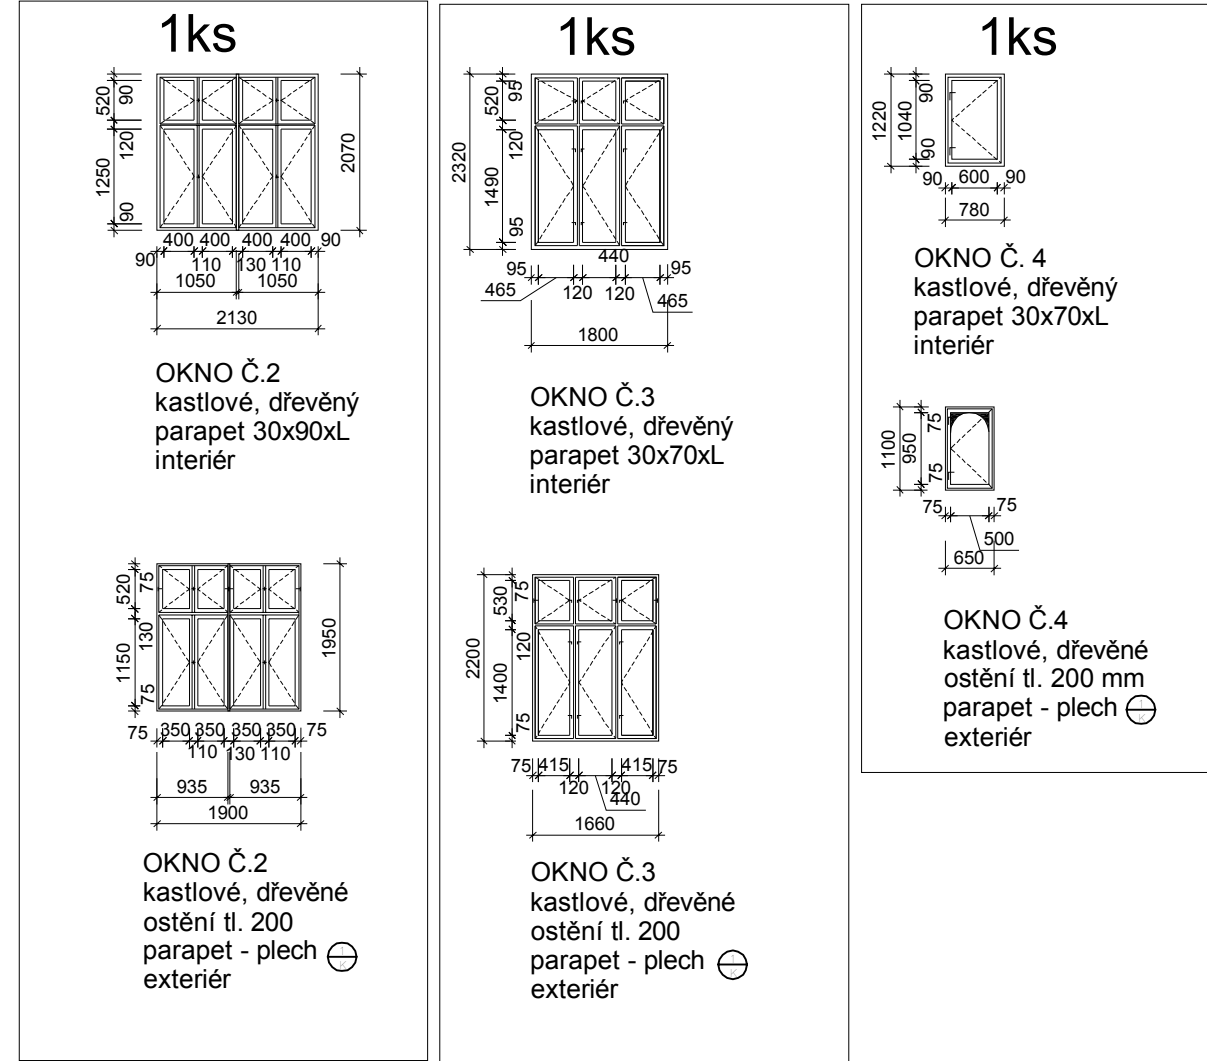 1ks
520
90
120
1250
90
2070
400 400 400 400 90
90 110 130 110
1050 1050
2130
OKNO Č.2
kastlové, dřevěný
parapet 30x90xL
interiér
520
75
130
1150
75
1950
75 350 350 350 350 75
110 130 110
935 935
1900
OKNO Č.2
kastlové, dřevěné
ostění tl. 200
parapet - plech
exteriér
1ks
520
95
120
2320
1490
95
440
95 95
465 120 120 465
1800
OKNO Č.3
kastlové, dřevěný
parapet 30x70xL
interiér
530
75
120
2200
1400
75
75 415 415 75
120 120
440
1660
OKNO Č.3
kastlové, dřevěné
ostění tl. 200
parapet - plech
exteriér
1ks
90
1220
1040
90
90 600 90
780
OKNO Č. 4
kastlové, dřevěný
parapet 30x70xL
interiér
75
1100
950
75
75 75
500
650
OKNO Č.4
kastlové, dřevěné
ostění tl. 200 mm
parapet - plech
exteriér